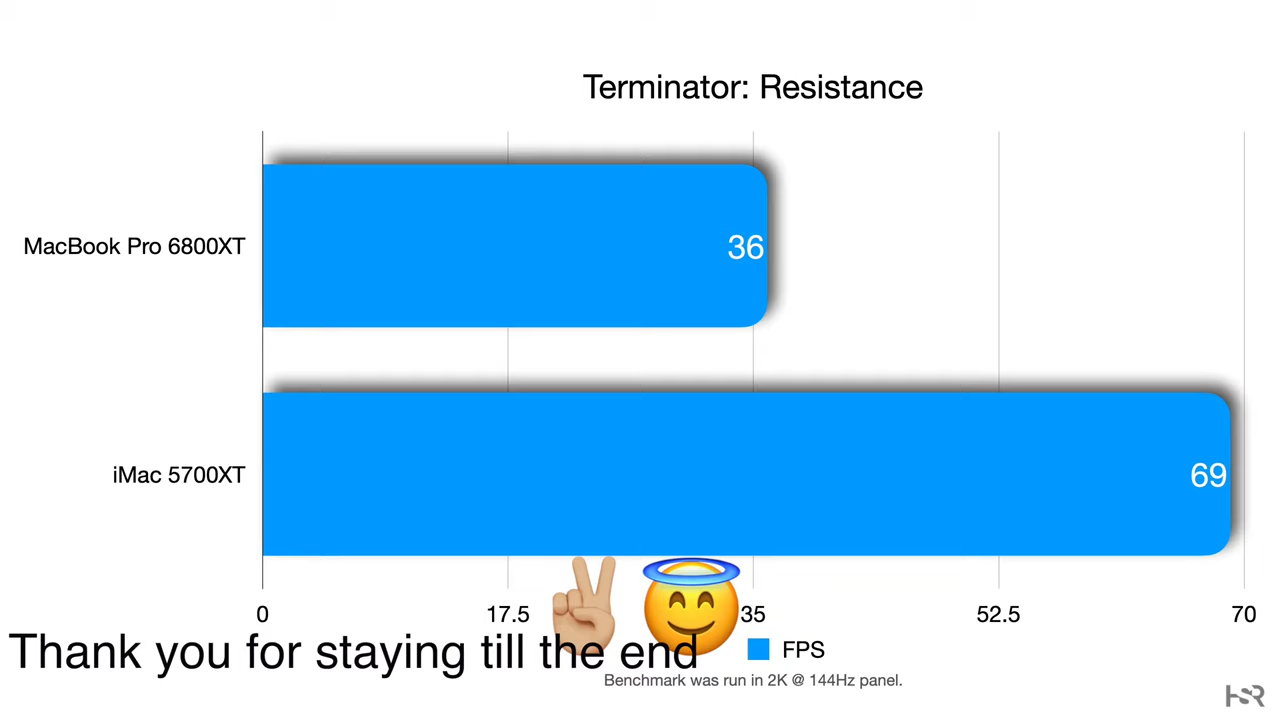 Terminator: Resistance
MacBook Pro 6800XT
36
iMac 5700XT
69
0
17.5
35
52.5
70
Thank you for staying till the end
FPS
Benchmark was run in 2K @ 144Hz panel.
HSR